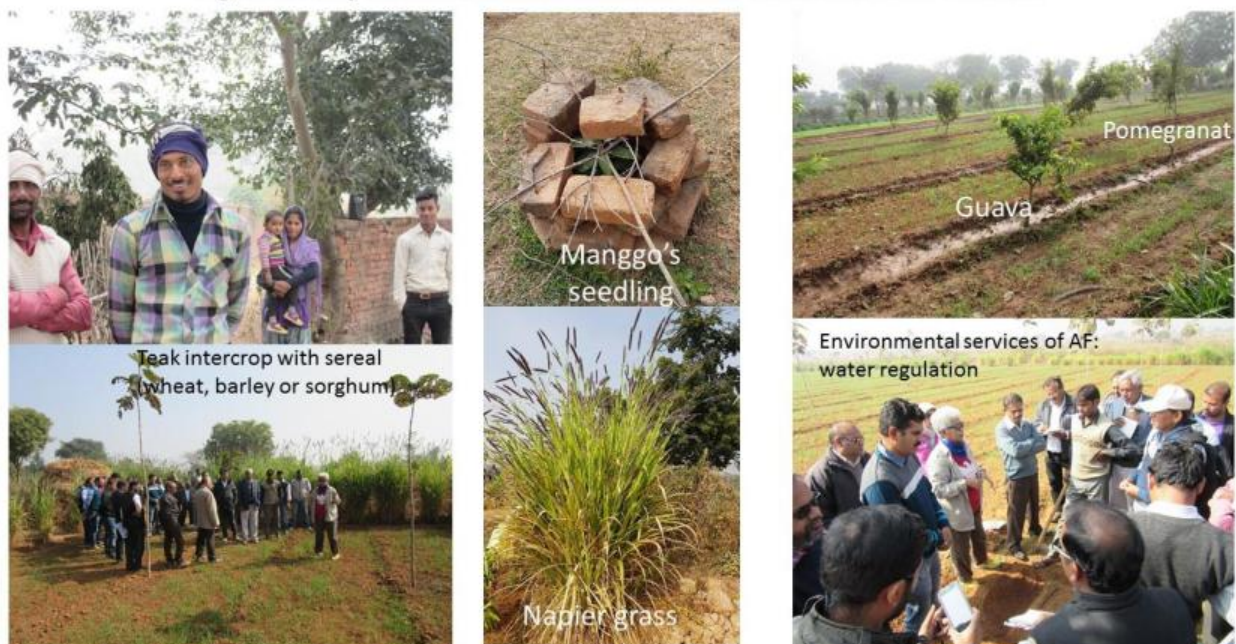 Teak intercrop with sereal
(wheat, barley or sorghum)
Manggo's
seedling
Napier grass
Pomegranat
Guava
Environmental services of AF:
water regulation